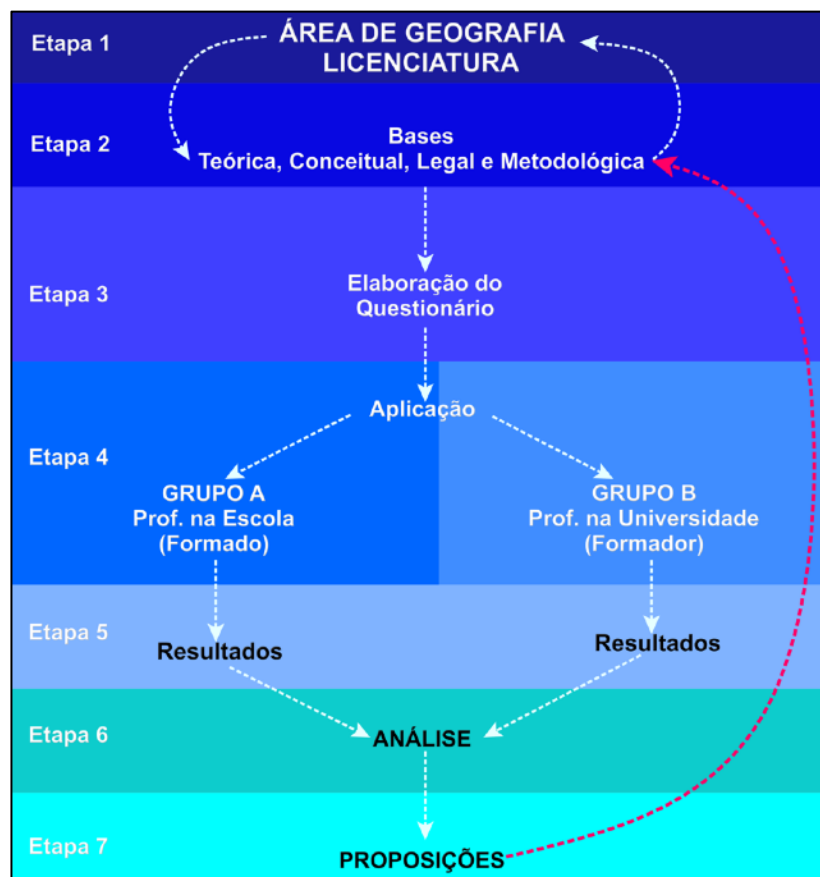 Etapa 1
ÁREA DE GEOGRAFIA
LICENCIATURA
Etapa 2
Bases
Teórica, Conceitual, Legal e Metodológica
Etapa 3
Elaboração do
Questionário
Etapa 4
Aplicação
GRUPO A
Prof. na Escola
(Formado)
GRUPO B
Prof. na Universidade
(Formador)
Etapa 5
Resultados
Resultados
Etapa 6
ANÁLISE
Etapa 7
PROPOSIÇÕES